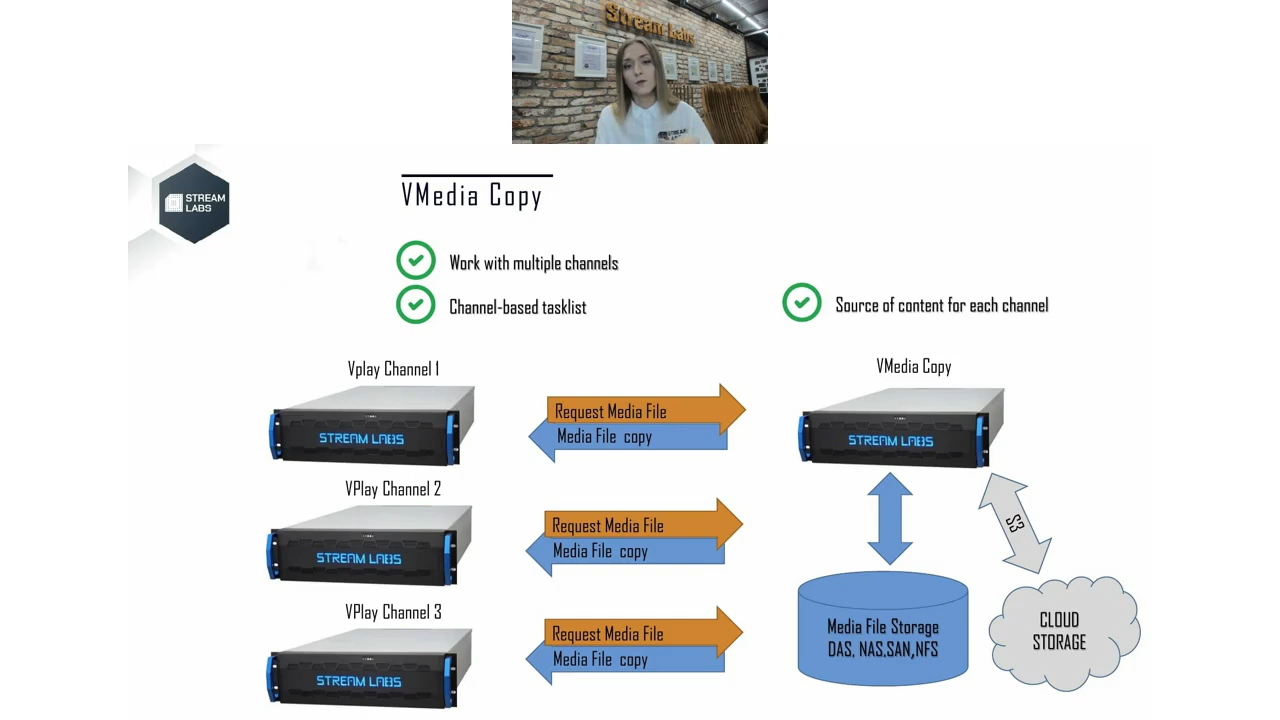 Stream Labs
STREAM
STREAM
LABS
VMedia Copy
Work with multiple channels
Channel-based tasklist
Source of content for each channel
Vplay Channel 1
STREAM LABS
Request Media File
Media File copy
VMedia Copy
STREAM LABS
VPlay Channel 2
STREAM LABS
Request Media File
Media File copy
S3
VPlay Channel 3
STREAM LABS
Request Media File
Media File copy
Media File Storage
DAS, NAS,SAN,NFS
CLOUD
STORAGE